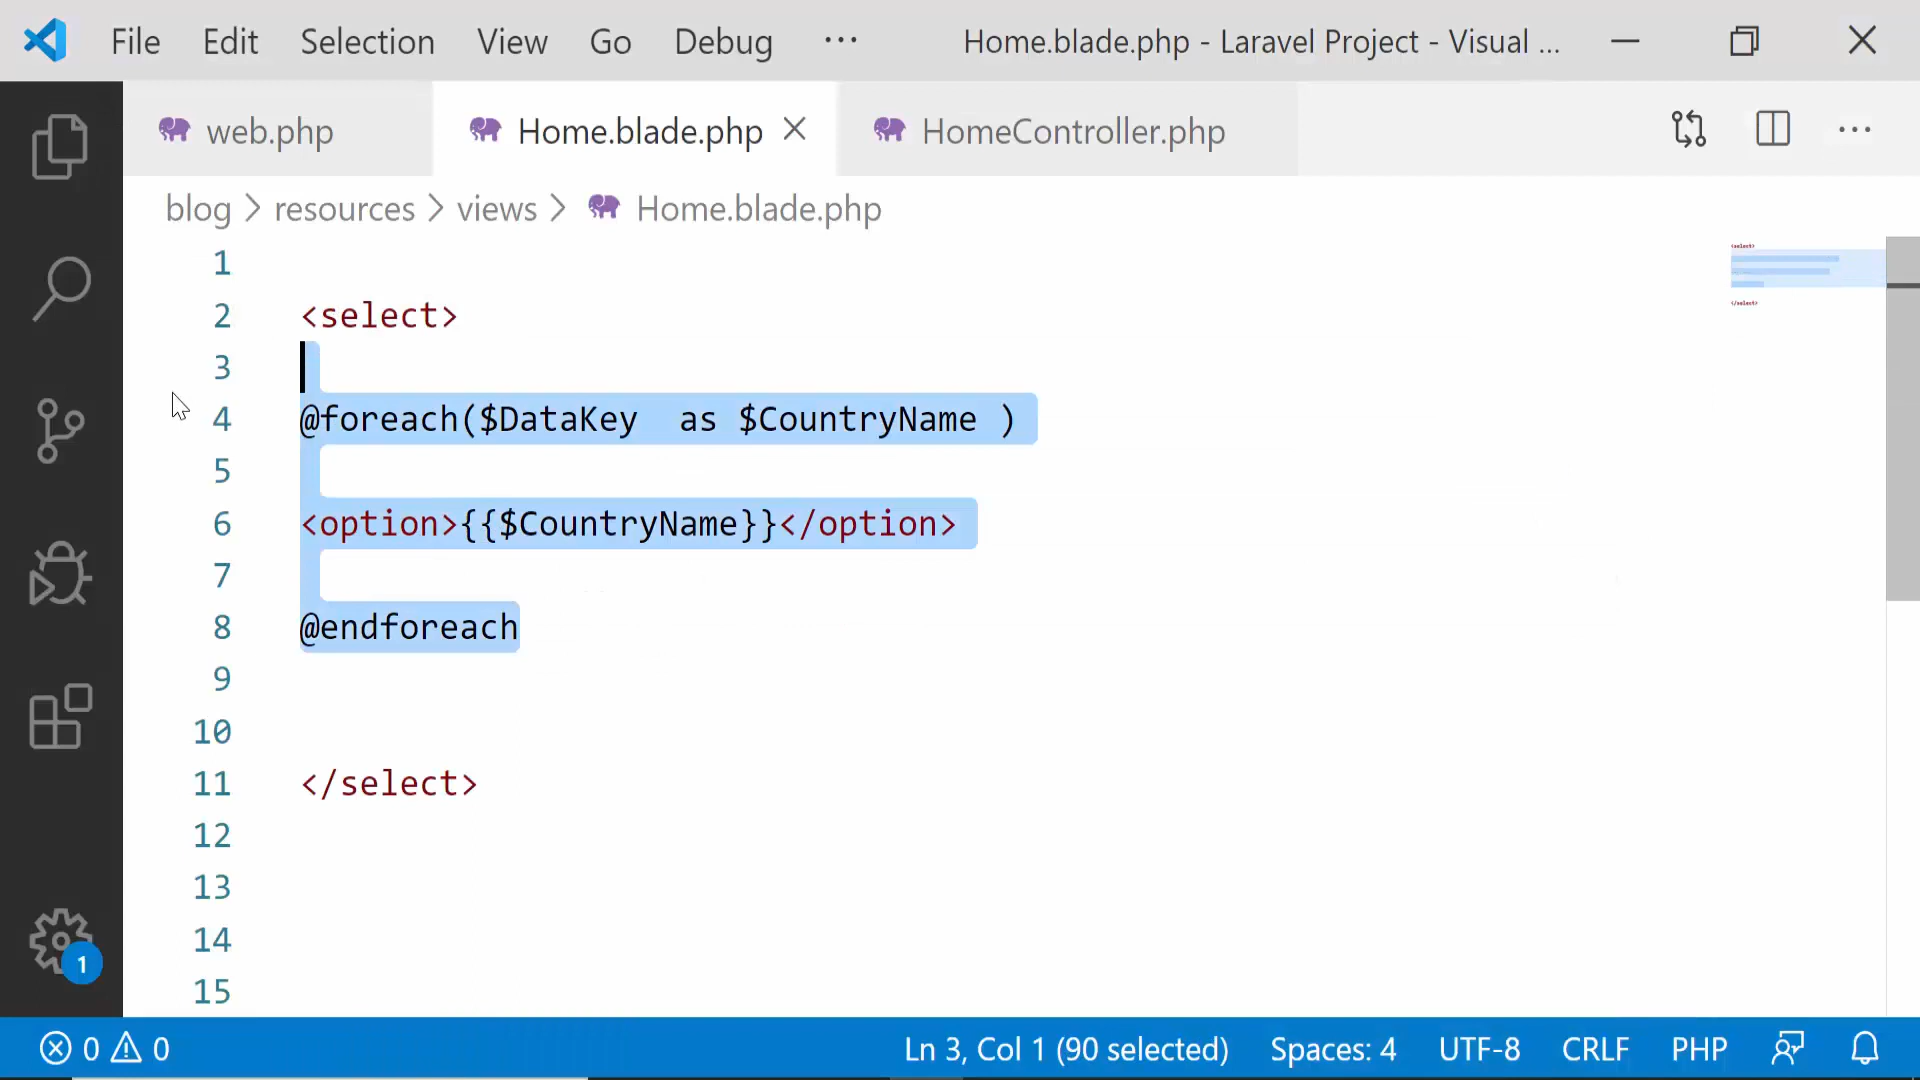 File Edit Selection View Go Debug ··· Home.blade.php - Laravel Project - Visual ...
web.php Home.blade.php HomeController.php
blog > resources > views > Home.blade.php
1
2 <select>
3
4 @foreach($DataKey  as $CountryName )
5
6 <option>{{$CountryName}}</option>
7
8 @endforeach
9
10
11 </select>
12
13
14
15
1
0 0 Ln 3, Col 1 (90 selected) Spaces: 4 UTF-8 CRLF PHP